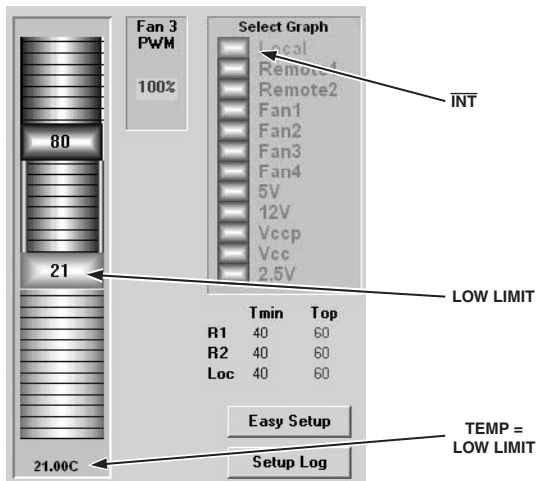 Fan 3
PWM
100%
Select Graph
Local
Remote1
Remote2
Fan1
Fan2
Fan3
Fan4
5V
12V
Vccp
Vcc
2.5V
INT
80
21
LOW LIMIT
Tmin Top
R1 40 60
R2 40 60
Loc 40 60
Easy Setup
Setup Log
21.00C
TEMP =
LOW LIMIT